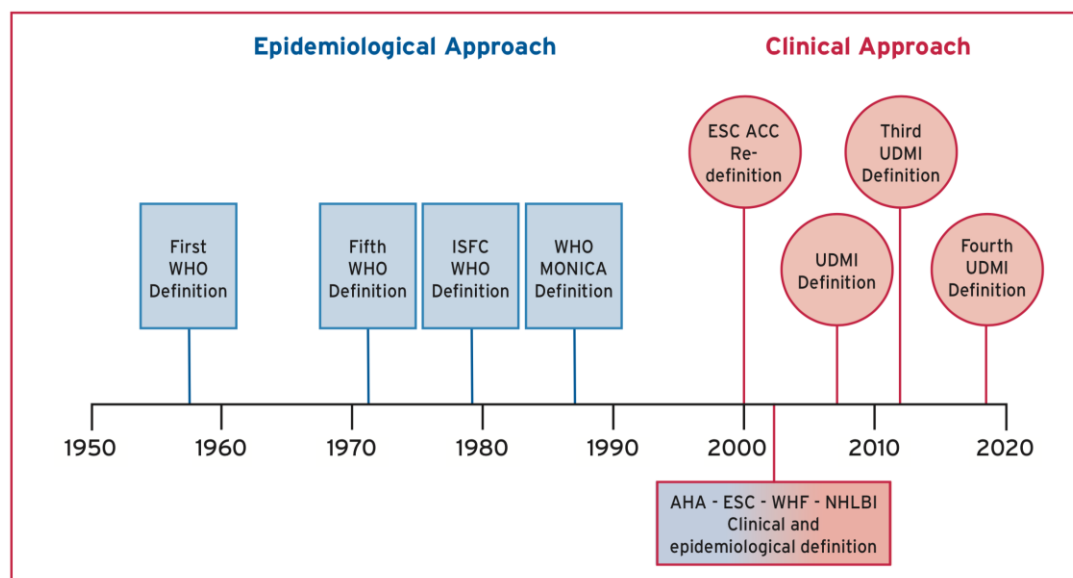 Epidemiological Approach
Clinical Approach
First
WHO
Definition
Fifth
WHO
Definition
ISFC
WHO
Definition
WHO
MONICA
Definition
ESC ACC
Re-
definition
UDMI
Definition
Third
UDMI
Definition
Fourth
UDMI
Definition
1950
1960
1970
1980
1990
2000
2010
2020
AHA - ESC - WHF - NHLBI
Clinical and
epidemiological definition